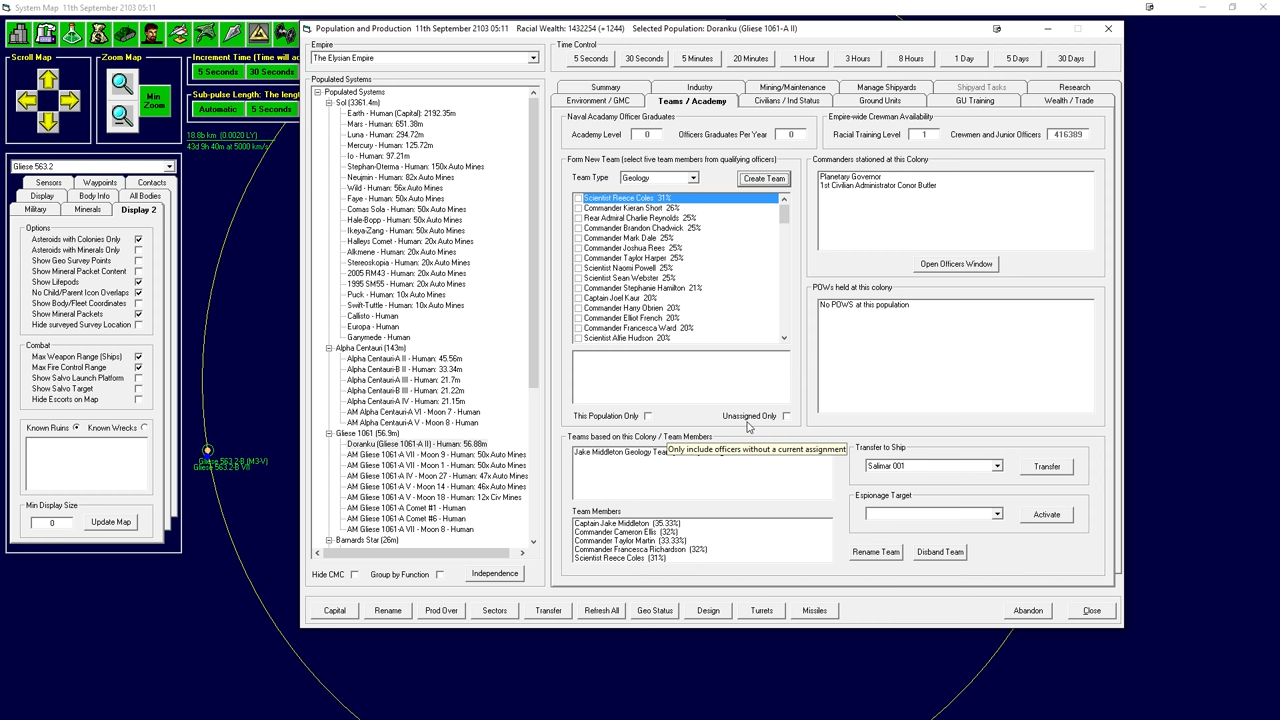 System Map 11th September 2103 05:11
Scroll Map
Zoom Map
Min Zoom
Increment Time (Time will ac
5 Seconds
30 Seconds
Sub-pulse Length: The leng
Automatic
5 Seconds
18.8b km (0.0020 LY)
43d 9h 40m at 5000 km/s
Gliese 563.2
Sensors
Waypoints
Contacts
Display
Body Info
All Bodies
Military
Minerals
Display 2
Options
Asteroids with Colonies Only
Asteroids with Minerals Only
Show Geo Survey Points
Show Mineral Packet Content
Show Lifepods
No Child/Parent Icon Overlaps
Show Body/Fleet Coordinates
Show Mineral Packets
Hide surveyed Survey Location
Combat
Max Weapon Range (Ships)
Max Fire Control Range
Show Salvo Launch Platform
Show Salvo Target
Hide Escorts on Map
Known Ruins
Known Wrecks
Min Display Size
0
Update Map
Gliese 563.2-B (M3-V)
Gliese 563.2-B VII
Population and Production 11th September 2103 05:11 Racial Wealth: 1432254 (+1244) Selected Population: Doranku (Gliese 1061-A II)
Empire
The Elysian Empire
Populated Systems
Populated Systems
Sol (3361.4m)
Earth - Human (Capital): 2192.35m
Mars - Human: 651.38m
Luna - Human: 294.72m
Mercury - Human: 125.72m
Io - Human: 97.21m
Stephan-Oterma - Human: 150x Auto Mines
Neujmin - Human: 82x Auto Mines
Wild - Human: 56x Auto Mines
Faye - Human: 50x Auto Mines
Comas Sola - Human: 50x Auto Mines
Hale-Bopp - Human: 50x Auto Mines
Ikeya-Zang - Human: 50x Auto Mines
Halleys Comet - Human: 20x Auto Mines
Alkmene - Human: 20x Auto Mines
Stereoskopia - Human: 20x Auto Mines
2005 RM43 - Human: 20x Auto Mines
1995 SM55 - Human: 20x Auto Mines
Puck - Human: 10x Auto Mines
Swift-Tuttle - Human: 10x Auto Mines
Callisto - Human
Europa - Human
Ganymede - Human
Alpha Centauri (143m)
Alpha Centauri-A II - Human: 45.56m
Alpha Centauri-B II - Human: 33.34m
Alpha Centauri-A III - Human: 21.7m
Alpha Centauri-B III - Human: 21.22m
Alpha Centauri-A IV - Human: 21.15m
AM Alpha Centauri-A VI - Moon 7 - Human
AM Alpha Centauri-A V - Moon 8 - Human
Gliese 1061 (56.9m)
Doranku (Gliese 1061-A II) - Human: 56.88m
AM Gliese 1061-A VII - Moon 9 - Human: 50x Auto Mines
AM Gliese 1061-A VII - Moon 1 - Human: 50x Auto Mines
AM Gliese 1061-A IV - Moon 27 - Human: 47x Auto Mines
AM Gliese 1061-A V - Moon 14 - Human: 46x Auto Mines
AM Gliese 1061-A V - Moon 18 - Human: 12x Civ Mines
AM Gliese 1061-A Comet #1 - Human
AM Gliese 1061-A Comet #6 - Human
AM Gliese 1061-A VII - Moon 8 - Human
Barnards Star (26m)
Hide CMC
Group by Function
Independence
Time Control
5 Seconds
30 Seconds
5 Minutes
20 Minutes
1 Hour
3 Hours
8 Hours
1 Day
5 Days
30 Days
Summary
Industry
Mining/Maintenance
Manage Shipyards
Shipyard Tasks
Research
Environment / GMC
Teams / Academy
Civilians / Ind Status
Ground Units
GU Training
Wealth / Trade
Naval Academy Officer Graduates
Academy Level
0
Officers Graduates Per Year
0
Empire-wide Crewman Availability
Racial Training Level
1
Crewmen and Junior Officers
416389
Form New Team (select five team members from qualifying officers)
Team Type
Geology
Create Team
Scientist Reece Coles 31%
Commander Kieran Short 26%
Rear Admiral Charlie Reynolds 25%
Commander Brandon Chadwick 25%
Commander Mark Dale 25%
Commander Joshua Rees 25%
Commander Taylor Harper 25%
Scientist Naomi Powell 25%
Scientist Sean Webster 25%
Commander Stephanie Hamilton 21%
Captain Joel Kaur 20%
Commander Harry Obrien 20%
Commander Elliot French 20%
Commander Francesca Ward 20%
Scientist Alfie Hudson 20%
This Population Only
Unassigned Only
Only include officers without a current assignment
Commanders stationed at this Colony
Planetary Governor
1st Civilian Administrator Conor Butler
Open Officers Window
POWs held at this colony
No POWS at this population
Teams based on this Colony / Team Members
Jake Middleton Geology Tea
Team Members
Captain Jake Middleton (35.33%)
Commander Cameron Ellis (32%)
Commander Taylor Martin (33.33%)
Commander Francesca Richardson (32%)
Scientist Reece Coles (31%)
Transfer to Ship
Salimar 001
Transfer
Espionage Target
Activate
Rename Team
Disband Team
Capital
Rename
Prod Over
Sectors
Transfer
Refresh All
Geo Status
Design
Turrets
Missiles
Abandon
Close